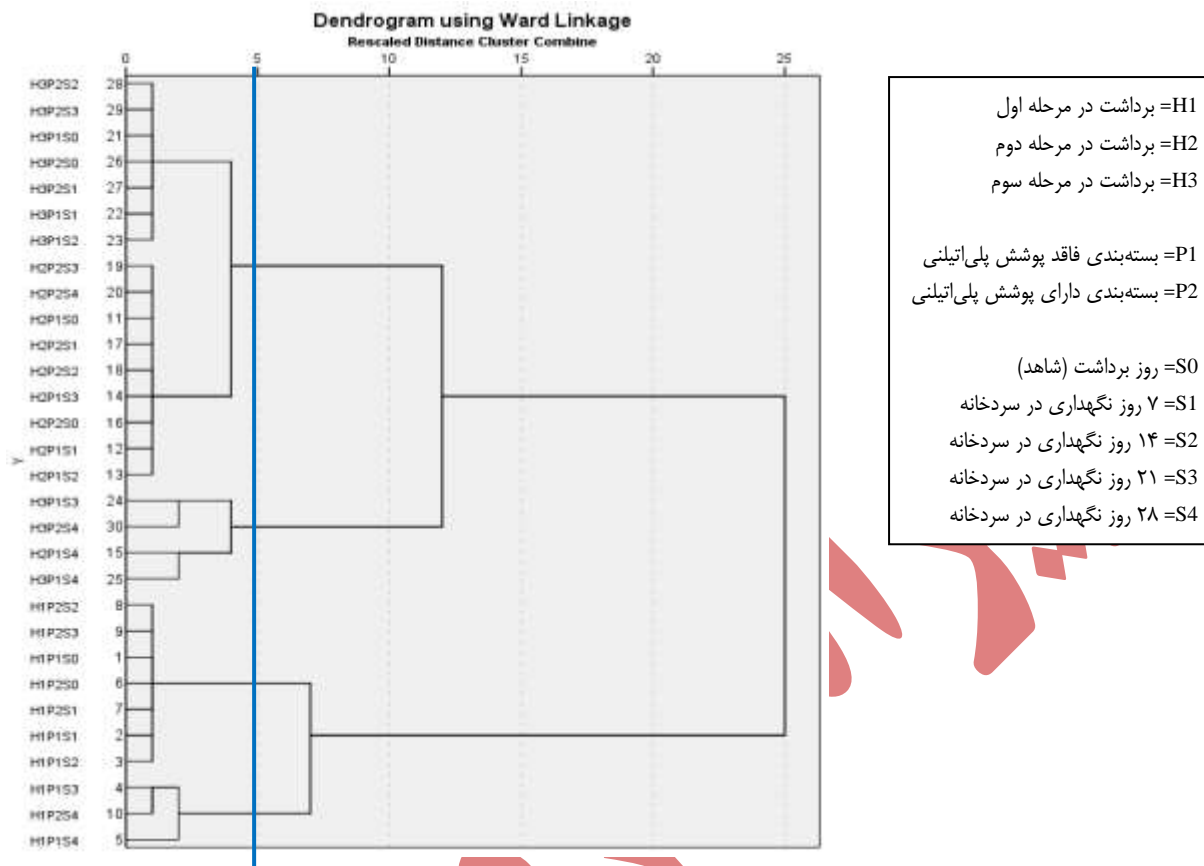 Dendrogram using Ward Linkage
Rescaled Distance Cluster Combine
0 5 10 15 20 25
H3P2S2 28
H3P2S3 29
H3P1S0 21
H3P2S0 26
H3P2S1 27
H3P1S1 22
H3P1S2 23
H2P2S3 19
H2P2S4 20
H2P1S0 11
H2P2S1 17
H2P2S2 18
H2P1S3 14
H2P2S0 16
H2P1S1 12
H2P1S2 13
H3P1S3 24
H3P2S4 30
H2P1S4 15
H3P1S4 25
H1P2S2 8
H1P2S3 9
H1P1S0 1
H1P2S0 6
H1P2S1 7
H1P1S1 2
H1P1S2 3
H1P1S3 4
H1P2S4 10
H1P1S4 5
Y
H1= برداشت در مرحله اول
H2= برداشت در مرحله دوم
H3= برداشت در مرحله سوم
P1= بسته‌بندی فاقد پوشش پلی‌اتیلنی
P2= بسته‌بندی دارای پوشش پلی‌اتیلنی
S0= روز برداشت (شاهد)
S1= ۷ روز نگهداری در سردخانه
S2= ۱۴ روز نگهداری در سردخانه
S3= ۲۱ روز نگهداری در سردخانه
S4= ۲۸ روز نگهداری در سردخانه